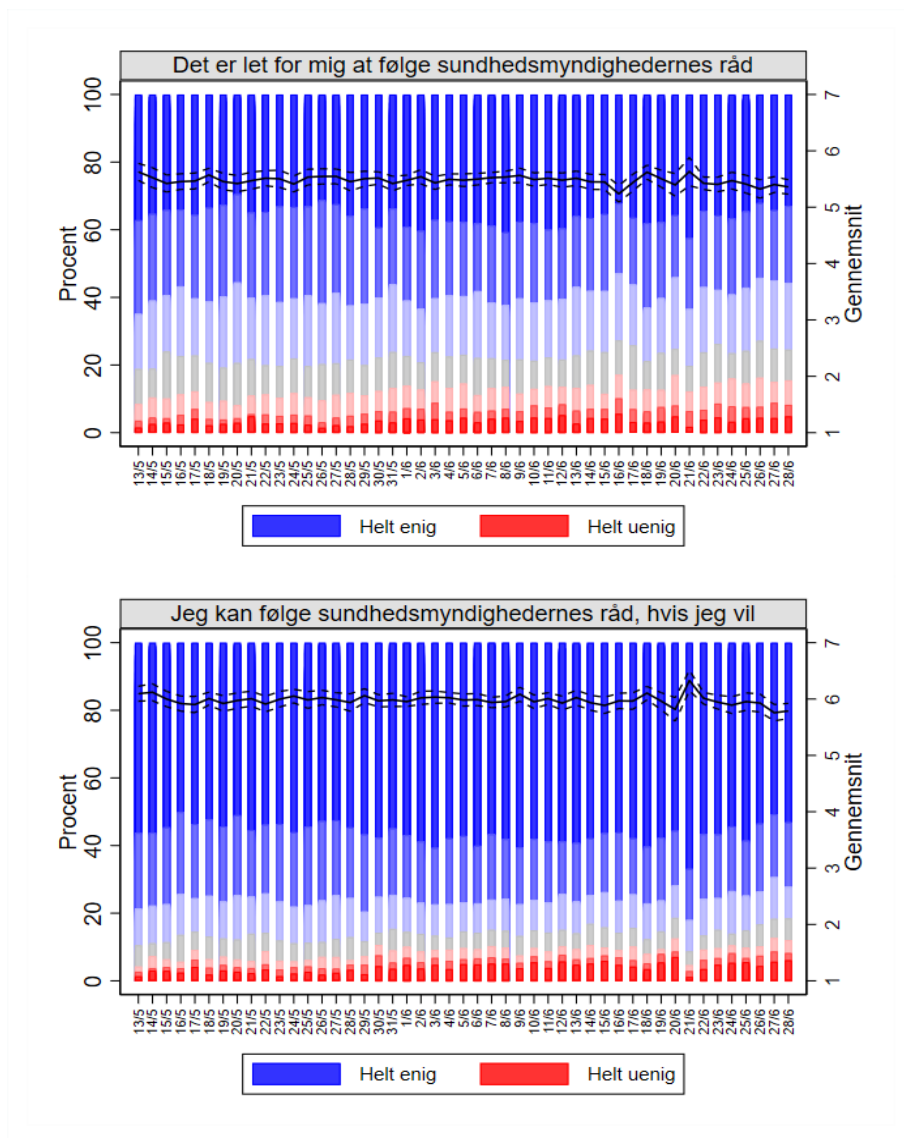 Det er let for mig at følge sundhedsmyndighedernes råd
Procent
0 20 40 60 80 100
1 2 3 4 5 6 7
Gennemsnit
13/5 14/5 15/5 16/5 17/5 18/5 19/5 20/5 21/5 22/5 23/5 24/5 25/5 26/5 27/5 28/5 29/5 30/5 31/5 1/6 2/6 3/6 4/6 5/6 6/6 7/6 8/6 9/6 10/6 11/6 12/6 13/6 14/6 15/6 16/6 17/6 18/6 19/6 20/6 21/6 22/6 23/6 24/6 25/6 26/6 27/6 28/6
Helt enig Helt uenig
Jeg kan følge sundhedsmyndighedernes råd, hvis jeg vil
Procent
0 20 40 60 80 100
1 2 3 4 5 6 7
Gennemsnit
13/5 14/5 15/5 16/5 17/5 18/5 19/5 20/5 21/5 22/5 23/5 24/5 25/5 26/5 27/5 28/5 29/5 30/5 31/5 1/6 2/6 3/6 4/6 5/6 6/6 7/6 8/6 9/6 10/6 11/6 12/6 13/6 14/6 15/6 16/6 17/6 18/6 19/6 20/6 21/6 22/6 23/6 24/6 25/6 26/6 27/6 28/6
Helt enig Helt uenig